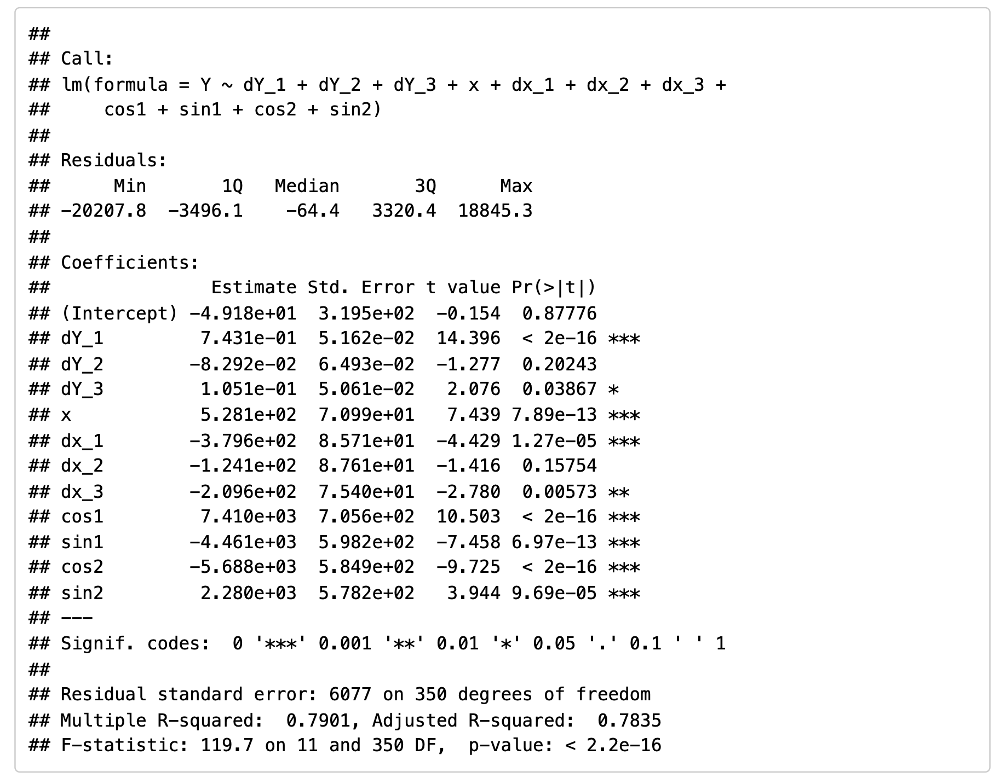 ##
## Call:
## lm(formula = Y ~ dY_1 + dY_2 + dY_3 + x + dx_1 + dx_2 + dx_3 +
##     cos1 + sin1 + cos2 + sin2)
##
## Residuals:
##      Min       1Q   Median       3Q      Max
## -20207.8  -3496.1    -64.4   3320.4  18845.3
##
## Coefficients:
##               Estimate Std. Error t value Pr(>|t|)
## (Intercept) -4.918e+01  3.195e+02  -0.154  0.87776
## dY_1         7.431e-01  5.162e-02  14.396  < 2e-16 ***
## dY_2        -8.292e-02  6.493e-02  -1.277  0.20243
## dY_3         1.051e-01  5.061e-02   2.076  0.03867 *
## x            5.281e+02  7.099e+01   7.439 7.89e-13 ***
## dx_1        -3.796e+02  8.571e+01  -4.429 1.27e-05 ***
## dx_2        -1.241e+02  8.761e+01  -1.416  0.15754
## dx_3        -2.096e+02  7.540e+01  -2.780  0.00573 **
## cos1         7.410e+03  7.056e+02  10.503  < 2e-16 ***
## sin1        -4.461e+03  5.982e+02  -7.458 6.97e-13 ***
## cos2        -5.688e+03  5.849e+02  -9.725  < 2e-16 ***
## sin2         2.280e+03  5.782e+02   3.944 9.69e-05 ***
## ---
## Signif. codes:  0 '***' 0.001 '**' 0.01 '*' 0.05 '.' 0.1 ' ' 1
##
## Residual standard error: 6077 on 350 degrees of freedom
## Multiple R-squared:  0.7901, Adjusted R-squared:  0.7835
## F-statistic: 119.7 on 11 and 350 DF,  p-value: < 2.2e-16